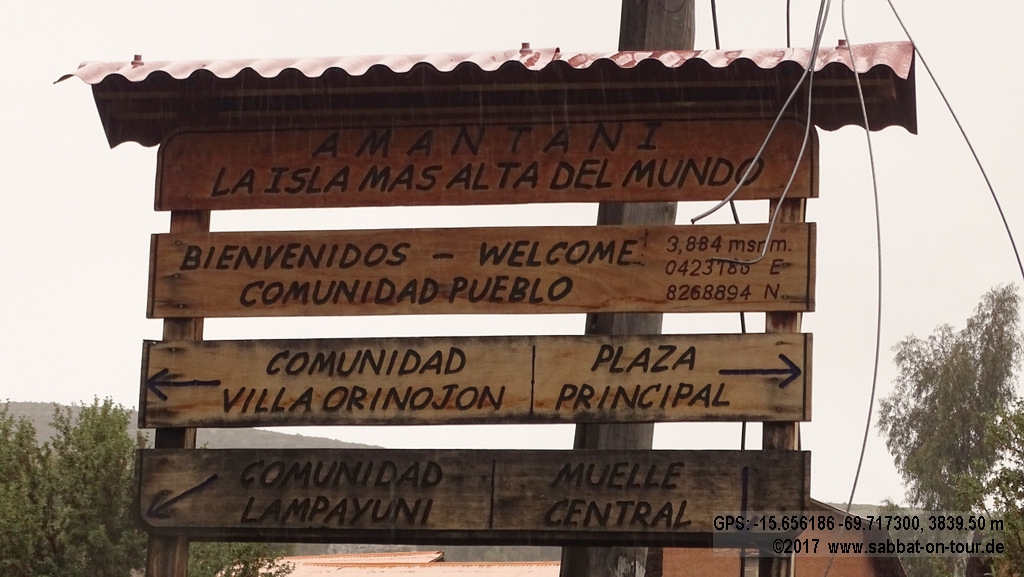 AMANTANI
LA ISLA MAS ALTA DEL MUNDO
BIENVENIDOS - WELCOME
COMUNIDAD PUEBLO
3,884 msnm.
0423186 E
8268894 N
COMUNIDAD
VILLA ORINOJON
PLAZA
PRINCIPAL
COMUNIDAD
LAMPAYUNI
MUELLE
CENTRAL
GPS: -15.656186 -69.717300, 3839.50 m
©2017 www.sabbat-on-tour.de